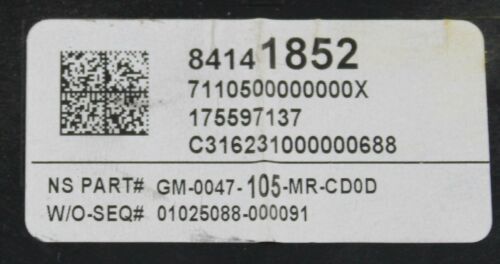 84141852
7110500000000X
175597137
C316231000000688
NS PART# GM-0047-105-MR-CD0D
W/O-SEQ# 01025088-000091